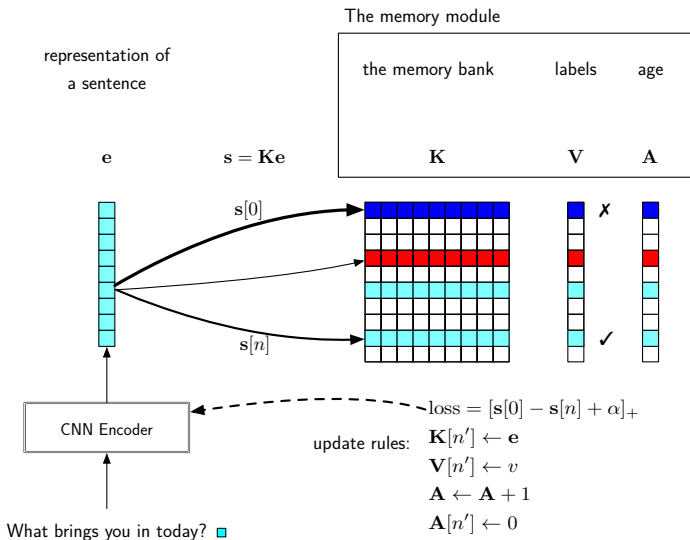 The memory module
representation of
a sentence
the memory bank
labels
age
e
s = Ke
K
V
A
s[0]
✗
s[n]
✓
loss = [s[0] − s[n] + α]₊
CNN Encoder
update rules:
K[n′] ← e
V[n′] ← v
A ← A + 1
A[n′] ← 0
What brings you in today?